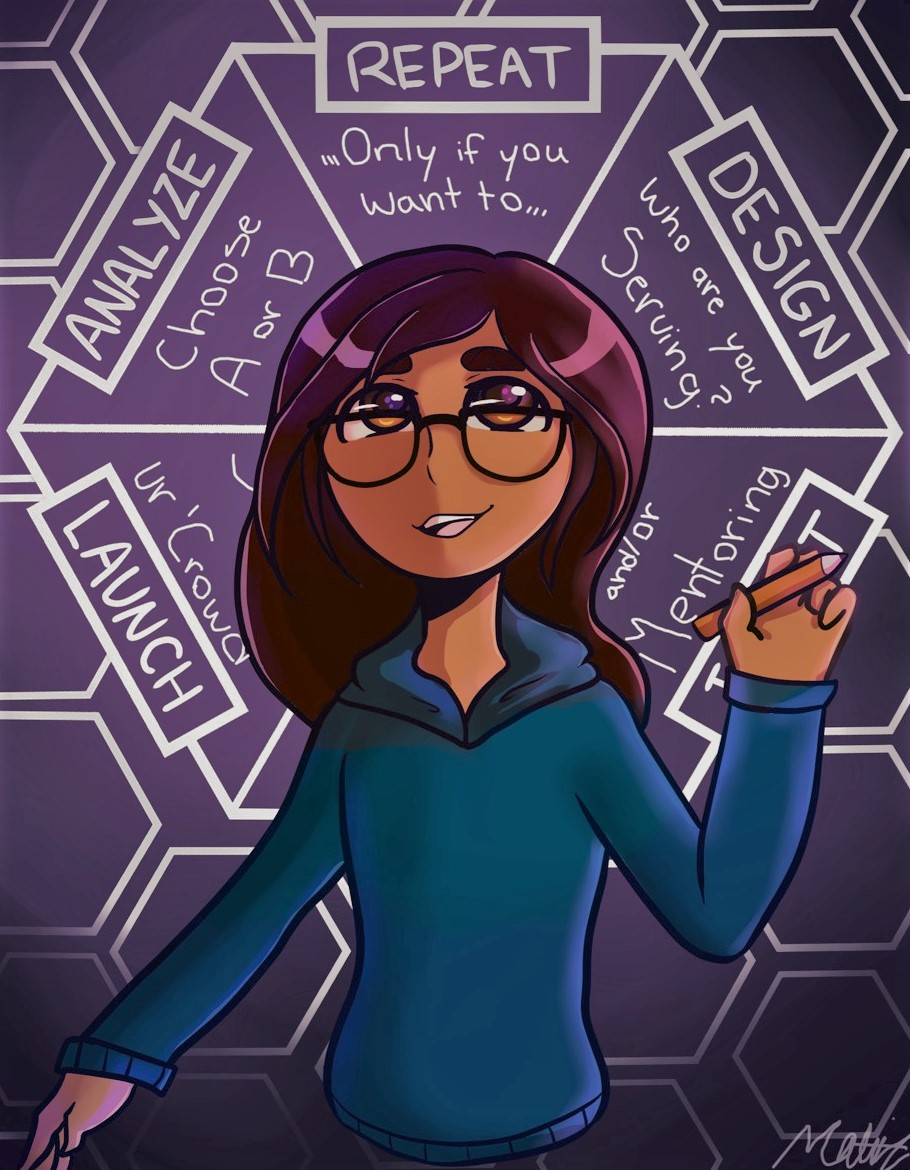 REPEAT
...Only if you
want to...
DESIGN
who are you
Serving?
and/or
Mentoring
LAUNCH
ur 'Crowd
ANALYZE
Choose
A or B